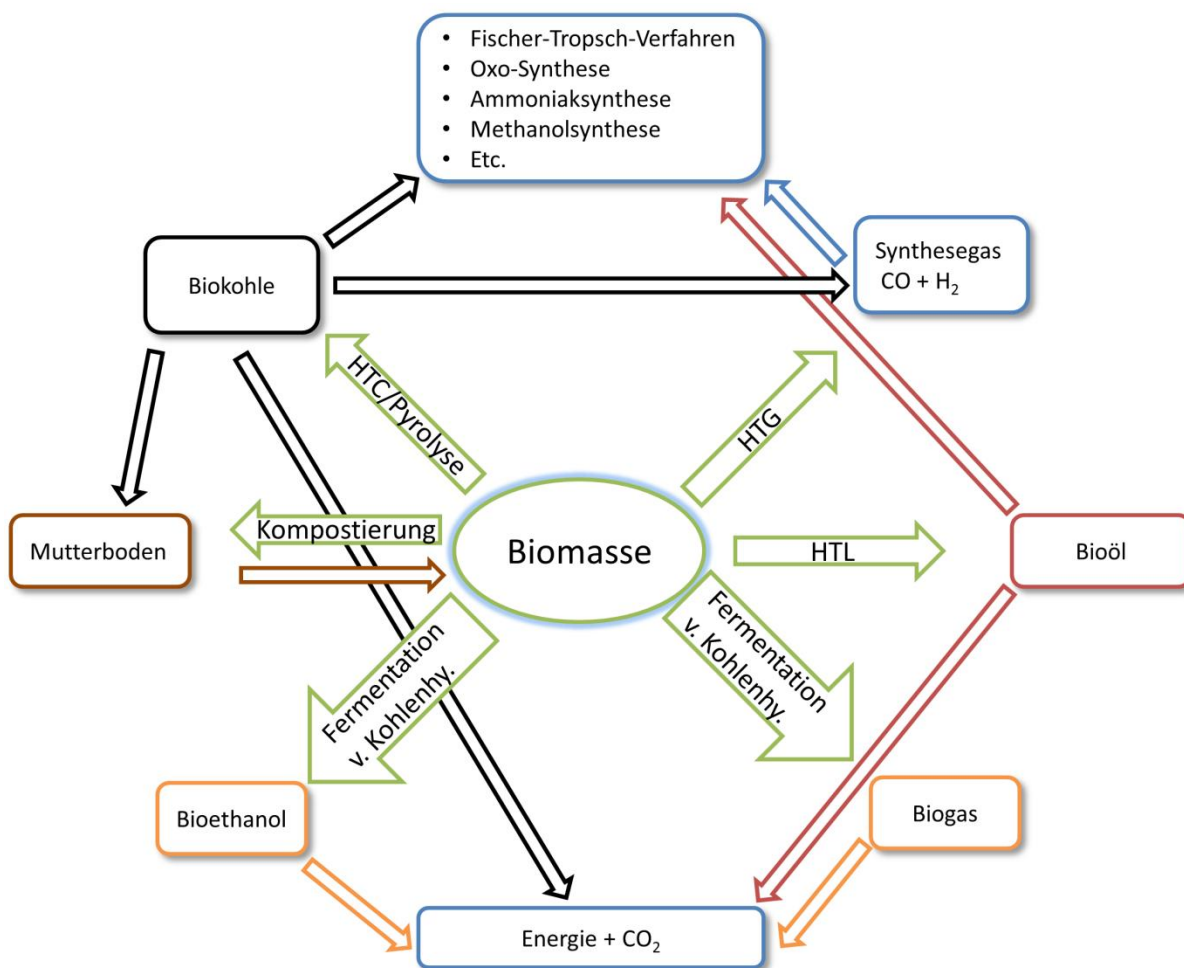 • Fischer-Tropsch-Verfahren
• Oxo-Synthese
• Ammoniaksynthese
• Methanolsynthese
• Etc.
Biokohle
Synthesegas
CO + H₂
HTC/Pyrolyse
HTG
Mutterboden
Kompostierung
Biomasse
HTL
Bioöl
Fermentation
v. Kohlenhy.
Fermentation
v. Kohlenhy.
Bioethanol
Biogas
Energie + CO₂